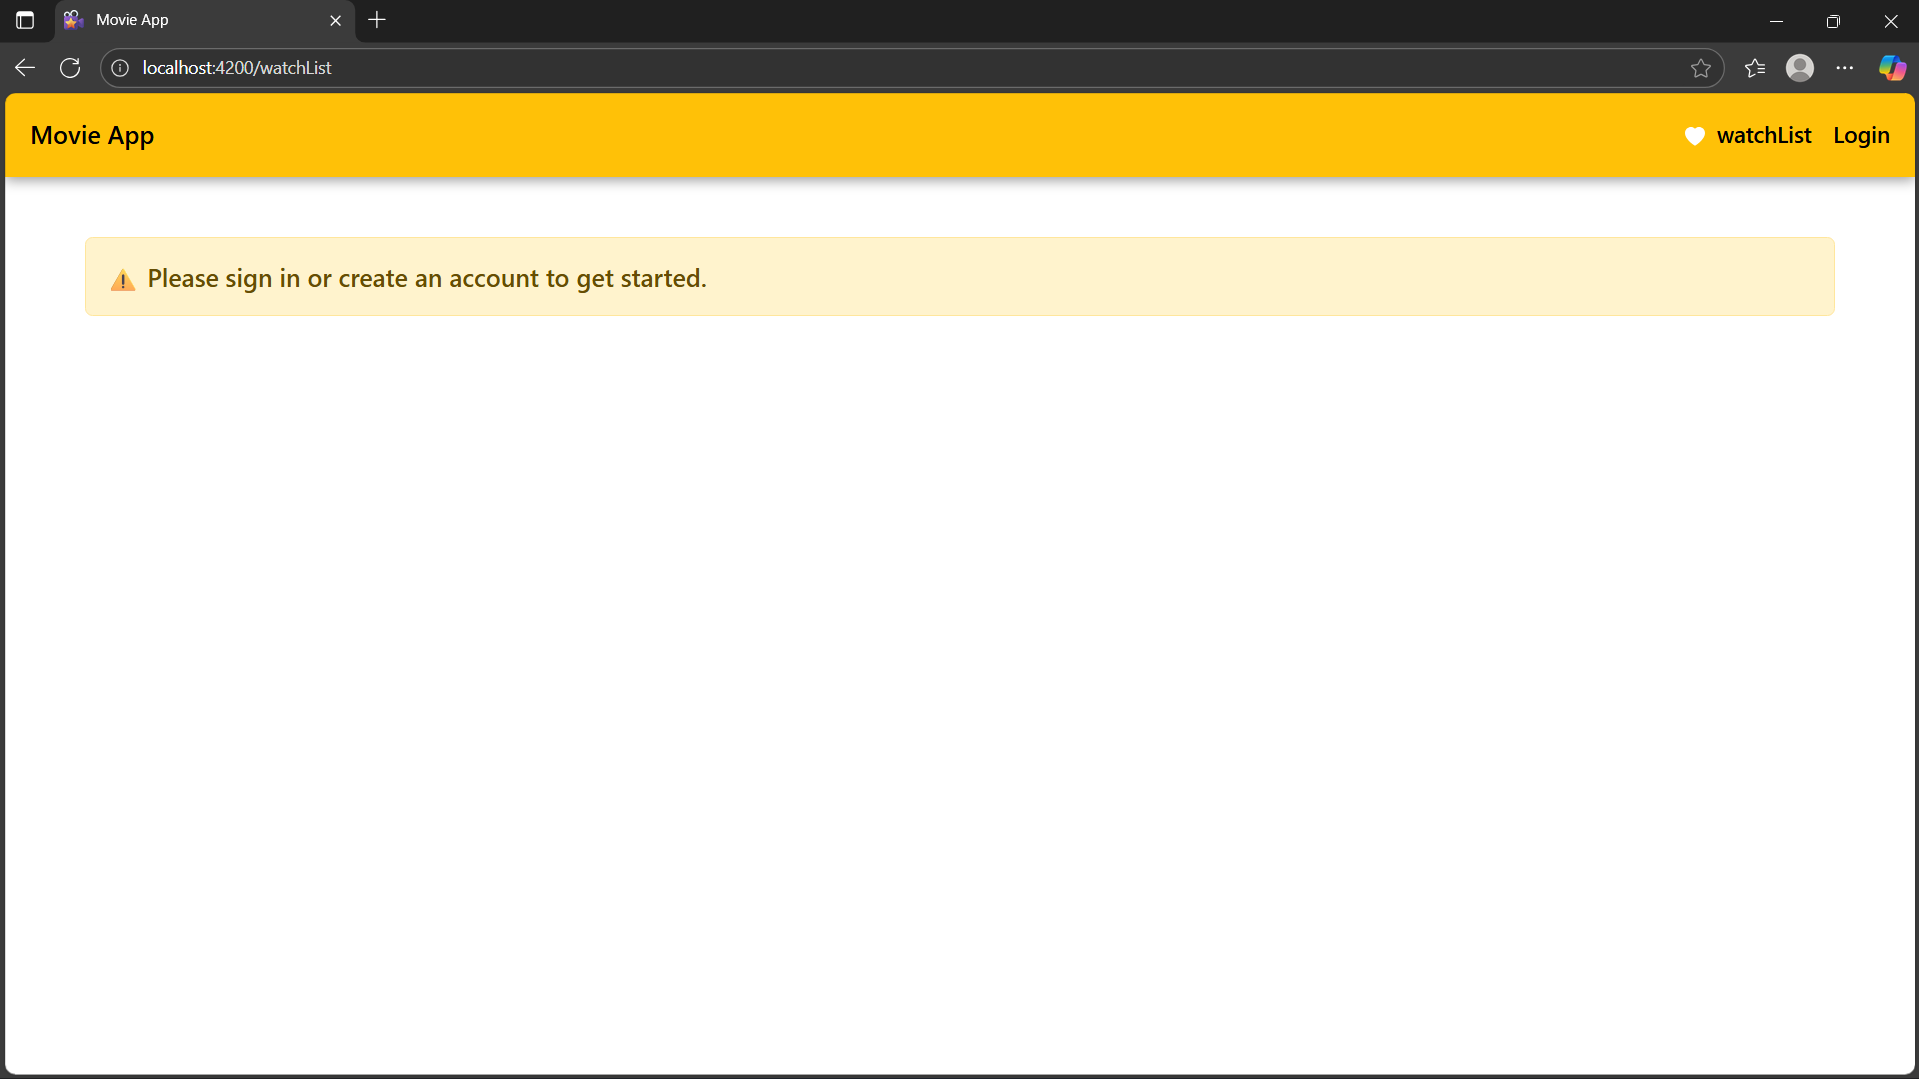 Movie App
localhost:4200/watchList
Movie App
watchList Login
Please sign in or create an account to get started.